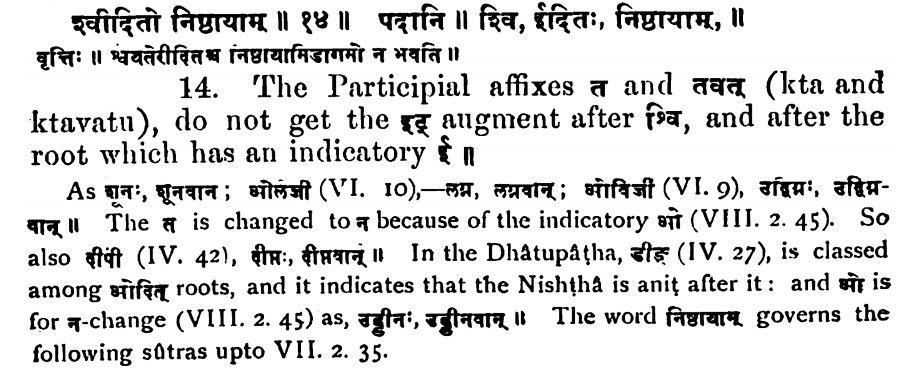 श्वीदितो निष्ठायाम् ॥ १४ ॥ पदानि ॥ श्वि, ईदितः, निष्ठायाम्, ॥
वृत्तिः ॥ श्वयतेरीदितश्च निष्ठायामिडागमो न भवति ॥
14. The Participial affixes त and तवत् (kta and
ktavatu), do not get the इट् augment after श्वि, and after the
root which has an indicatory ई ॥
As शूनः, शूनवान ; ओलजी (VI. 10),—लग्न, लग्नवान् ; ओविजी (VI. 9), उद्विग्नः, उद्विग्न-
वान् ॥ The त is changed to न because of the indicatory ओ (VIII. 2. 45). So
also दीपी (IV. 42), दीप्तः, दीप्तवान् ॥ In the Dhâtupâṭha, डीङ् (IV. 27), is classed
among ओदित् roots, and it indicates that the Nishṭhâ is anit after it : and ओ is
for न-change (VIII. 2. 45) as, उड्डीनः, उड्डीनवान् ॥ The word निष्ठायाम् governs the
following sûtras upto VII. 2. 35.